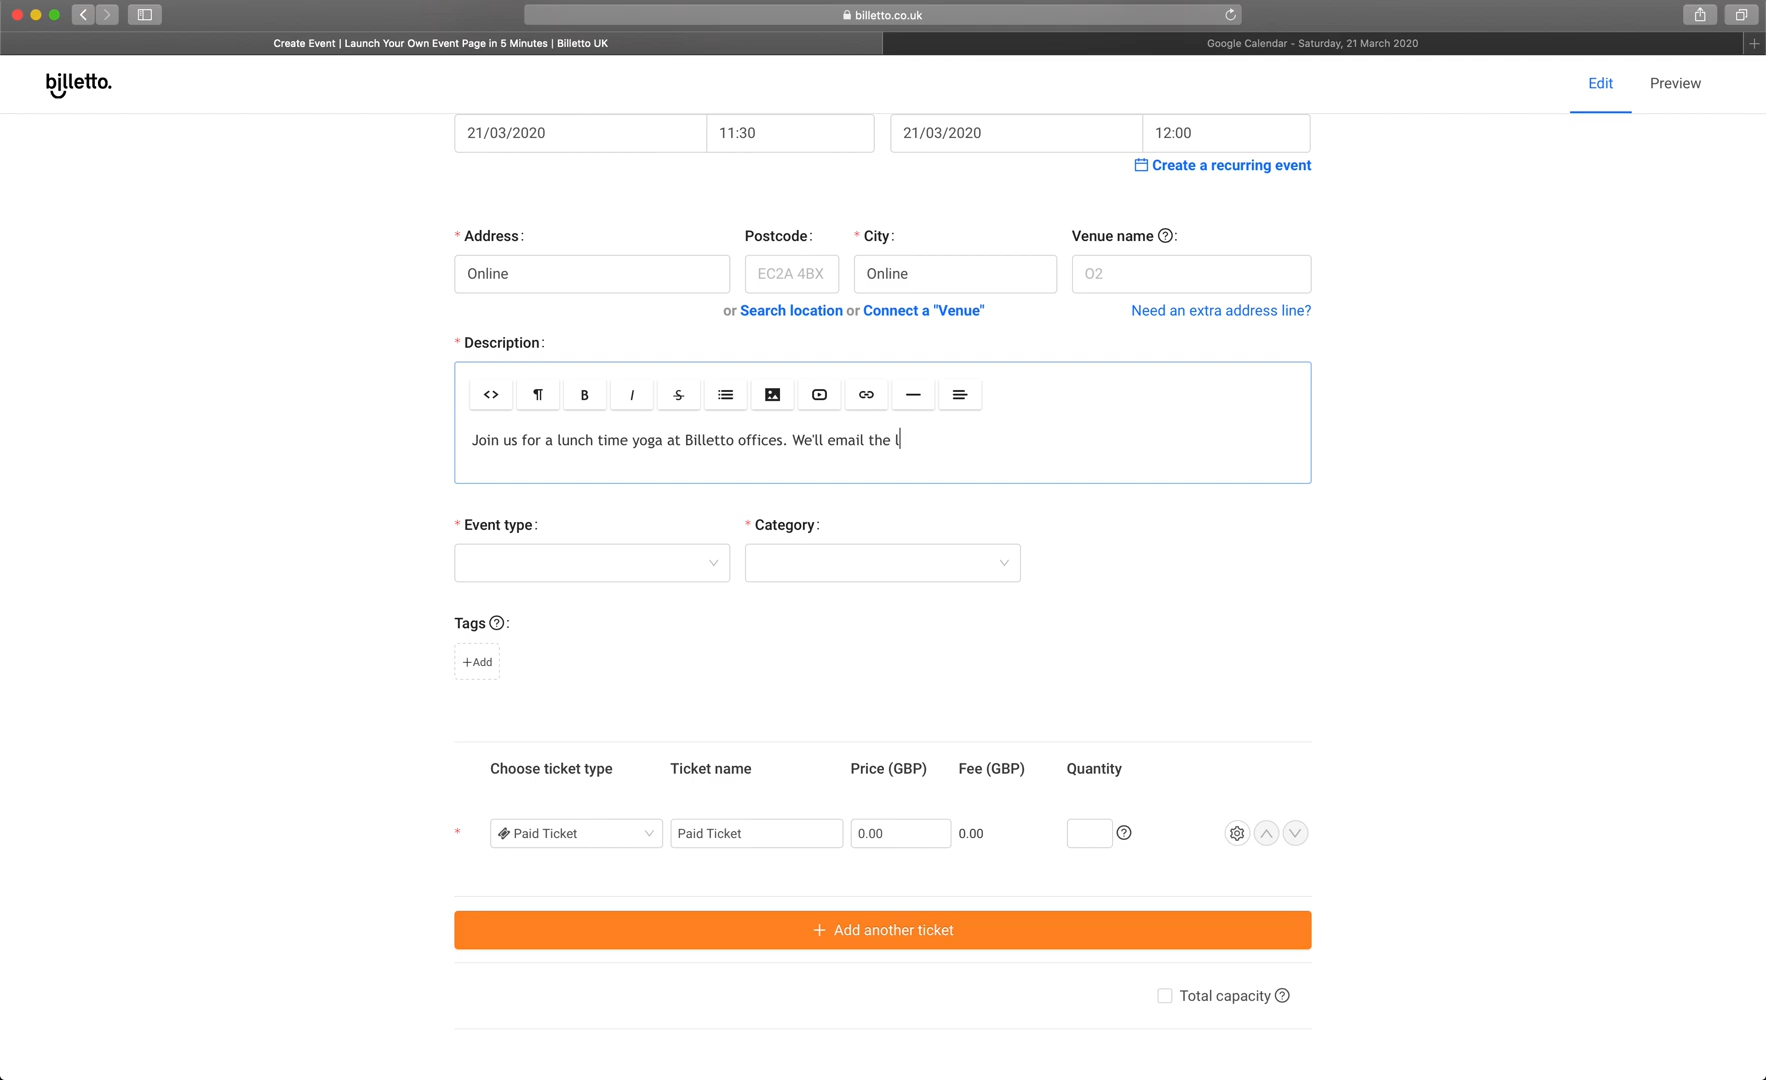 billetto.co.uk
Create Event | Launch Your Own Event Page in 5 Minutes | Billetto UK
Google Calendar - Saturday, 21 March 2020
billetto.
Edit
Preview
21/03/2020
11:30
21/03/2020
12:00
Create a recurring event
* Address:
Postcode:
* City:
Venue name ?:
Online
EC2A 4BX
Online
O2
or Search location or Connect a "Venue"
Need an extra address line?
* Description:
<> ¶ B I S
Join us for a lunch time yoga at Billetto offices. We'll email the l
* Event type:
* Category:
Tags ?:
+Add
Choose ticket type
Ticket name
Price (GBP)
Fee (GBP)
Quantity
* Paid Ticket
Paid Ticket
0.00
0.00
?
+ Add another ticket
Total capacity ?